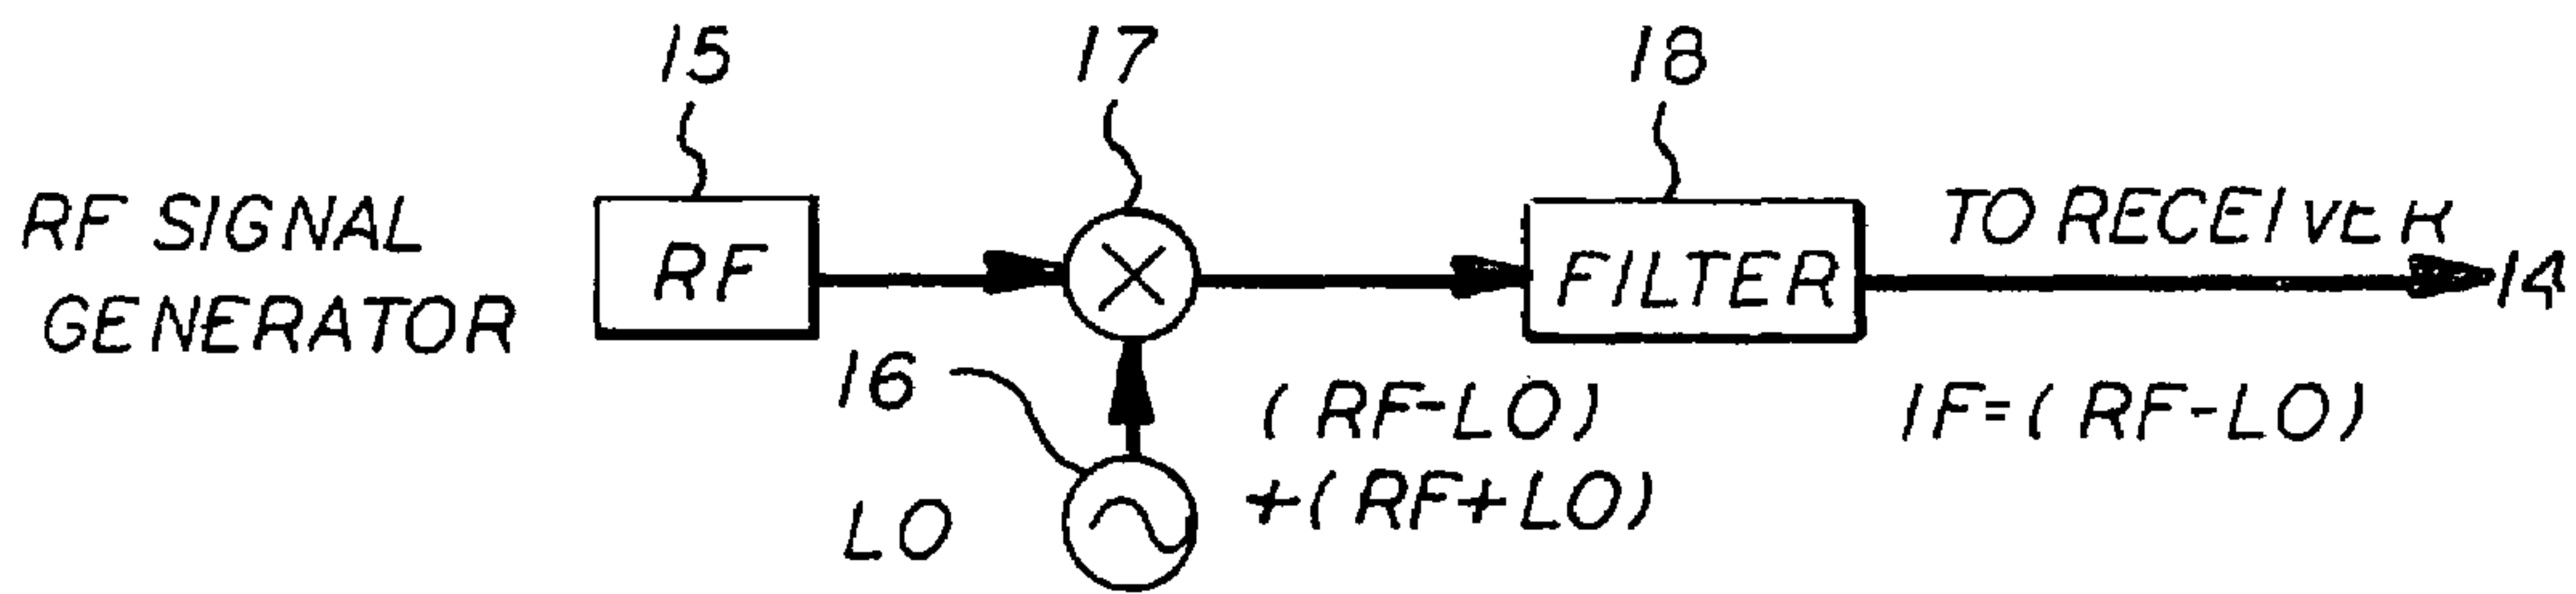 15
17
18
RF SIGNAL
GENERATOR
RF
FILTER
TO RECEIVER
14
16
LO
(RF-LO)
+(RF+LO)
IF=(RF-LO)